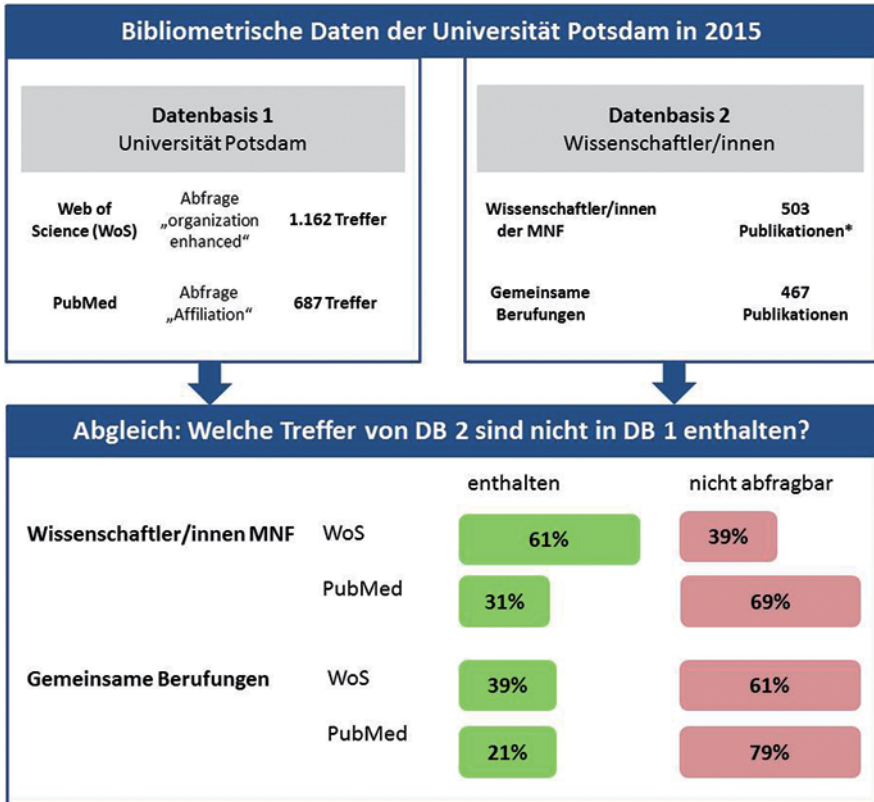 Bibliometrische Daten der Universität Potsdam in 2015
Datenbasis 1
Universität Potsdam
Web of
Science (WoS)
Abfrage
„organization
enhanced“
1.162 Treffer
PubMed
Abfrage
„Affiliation“
687 Treffer
Datenbasis 2
Wissenschaftler/innen
Wissenschaftler/innen
der MNF
503
Publikationen*
Gemeinsame
Berufungen
467
Publikationen
Abgleich: Welche Treffer von DB 2 sind nicht in DB 1 enthalten?
enthalten nicht abfragbar
Wissenschaftler/innen MNF WoS 61% 39%
PubMed 31% 69%
Gemeinsame Berufungen WoS 39% 61%
PubMed 21% 79%